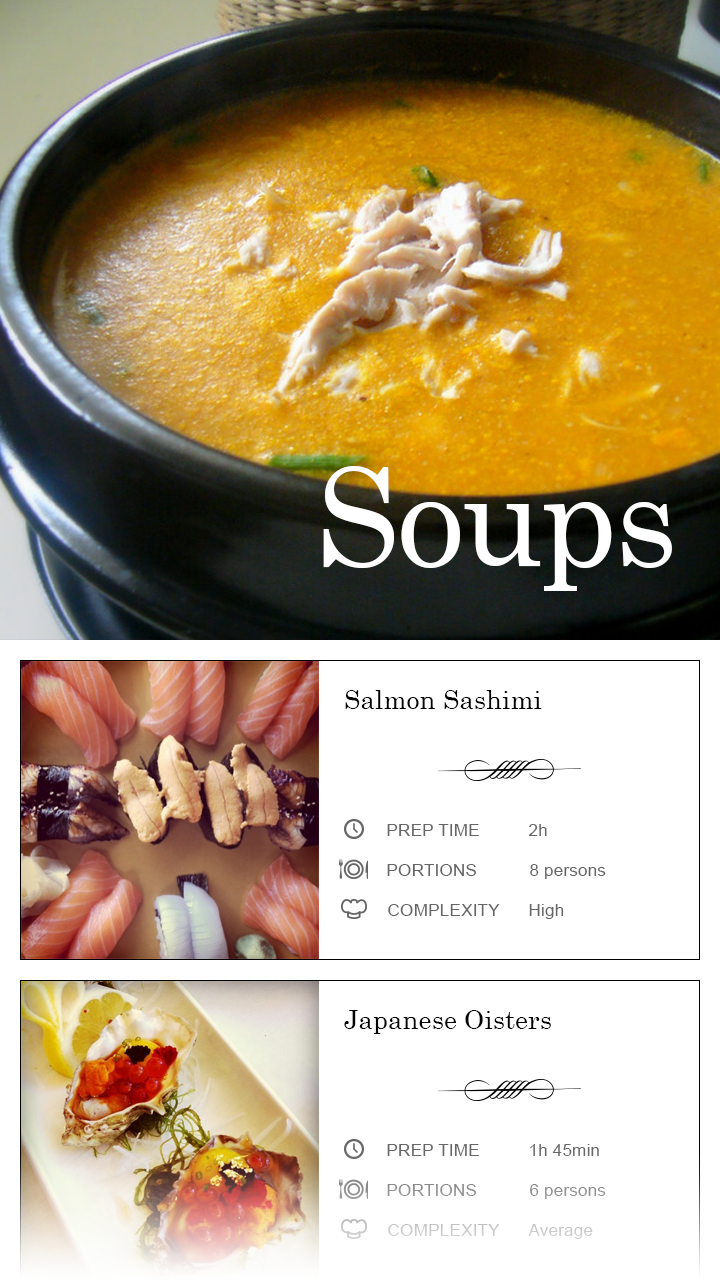 Soups
Salmon Sashimi
PREP TIME 2h
PORTIONS 8 persons
COMPLEXITY High
Japanese Oisters
PREP TIME 1h 45min
PORTIONS 6 persons
COMPLEXITY Average